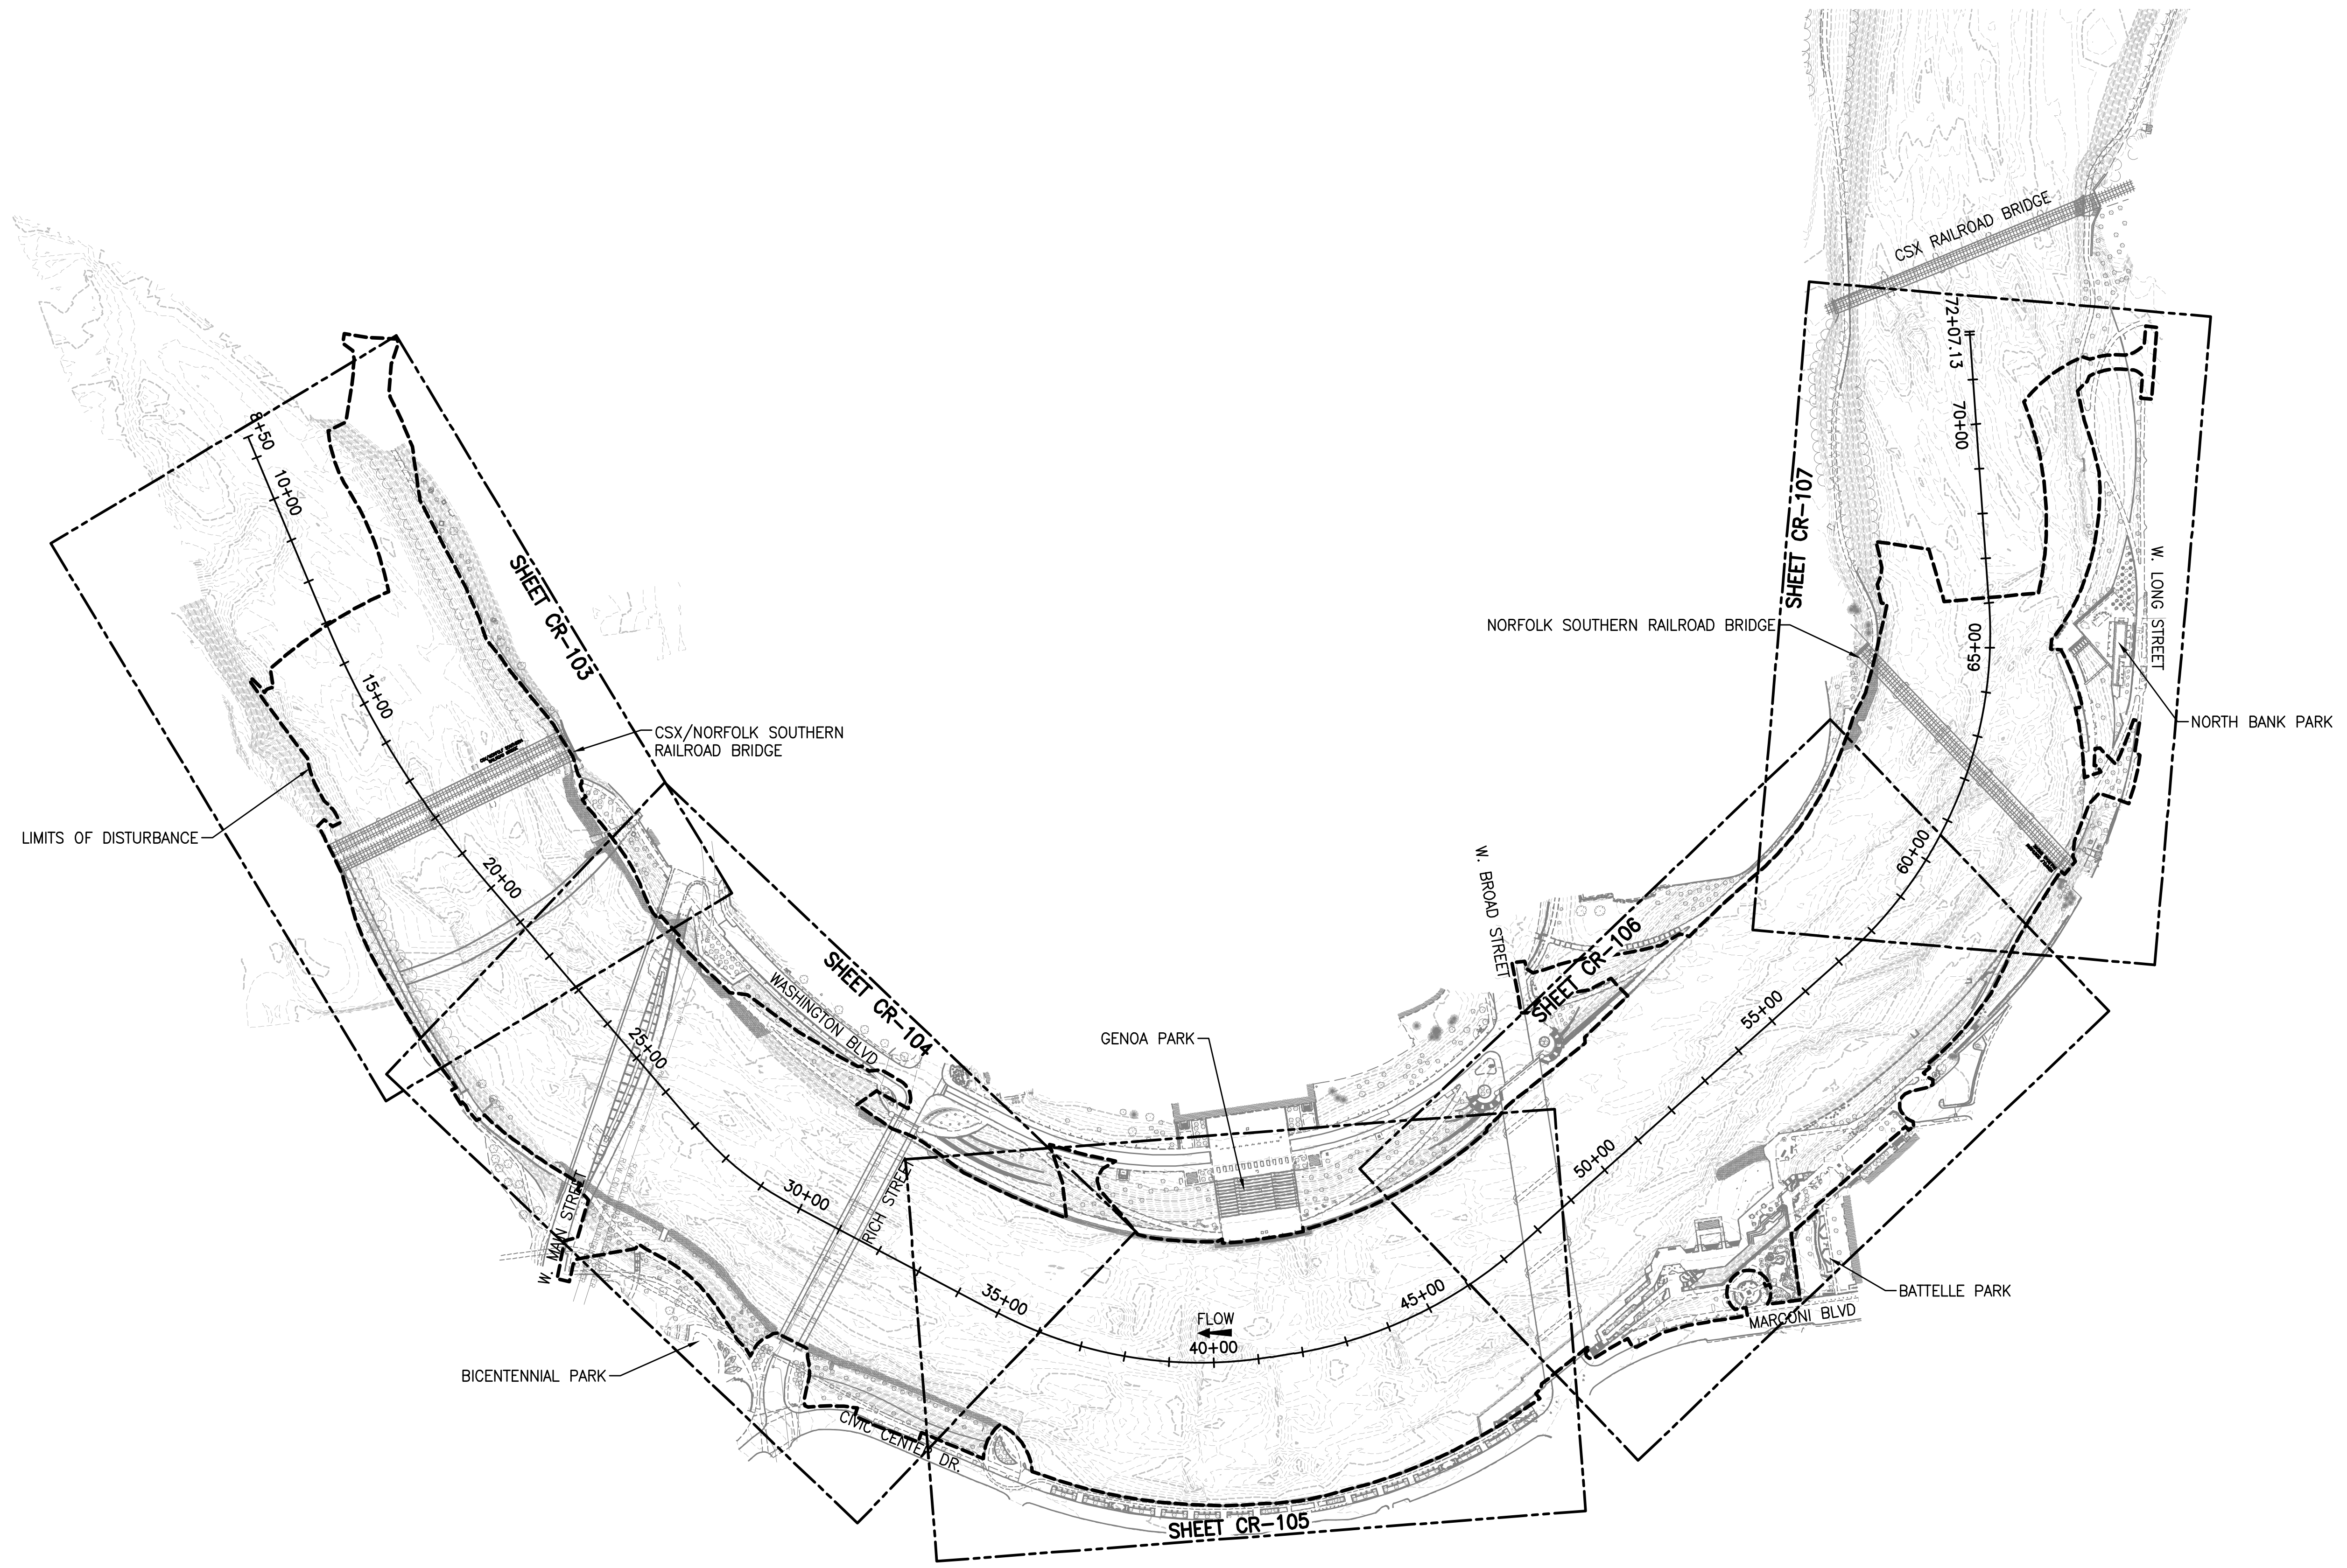 CSX RAILROAD BRIDGE
72+07.13
70+00
SHEET CR-107
W. LONG STREET
NORFOLK SOUTHERN RAILROAD BRIDGE
65+00
NORTH BANK PARK
8+50
10+00
SHEET CR-103
15+00
CSX/NORFOLK SOUTHERN
RAILROAD BRIDGE
LIMITS OF DISTURBANCE
20+00
60+00
W. BROAD STREET
SHEET CR-106
SHEET CR-104
WASHINGTON BLVD
25+00
55+00
GENOA PARK
50+00
30+00
RICH STREET
W. MAIN STREET
35+00
45+00
FLOW
40+00
BATTELLE PARK
MARCONI BLVD
BICENTENNIAL PARK
CIVIC CENTER DR.
SHEET CR-105